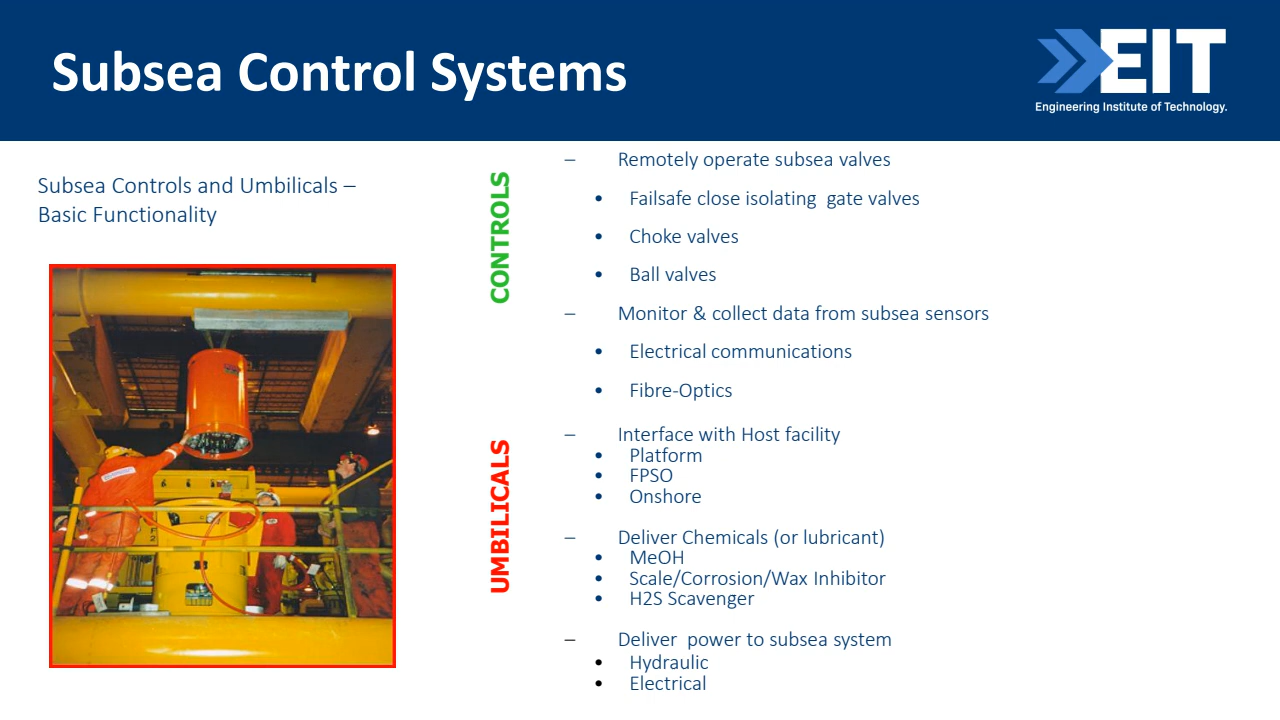 Subsea Control Systems
EIT
Engineering Institute of Technology.
Subsea Controls and Umbilicals –
Basic Functionality
CONTROLS
– Remotely operate subsea valves
• Failsafe close isolating  gate valves
• Choke valves
• Ball valves
– Monitor & collect data from subsea sensors
• Electrical communications
• Fibre-Optics
UMBILICALS
– Interface with Host facility
• Platform
• FPSO
• Onshore
– Deliver Chemicals (or lubricant)
• MeOH
• Scale/Corrosion/Wax Inhibitor
• H2S Scavenger
– Deliver  power to subsea system
• Hydraulic
• Electrical